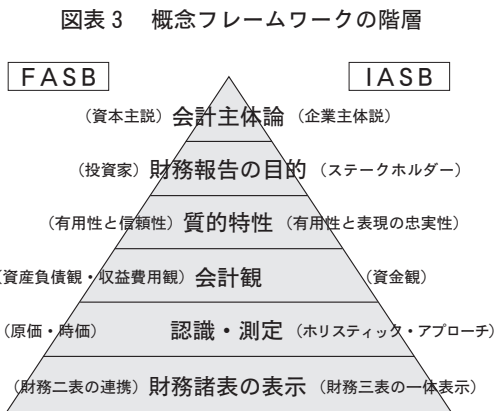 図表3　概念フレームワークの階層
FASB　IASB
（資本主説）会計主体論（企業主体説）
（投資家）財務報告の目的（ステークホルダー）
（有用性と信頼性）質的特性（有用性と表現の忠実性）
（資産負債観・収益費用観）会計観（資金観）
（原価・時価）認識・測定（ホリスティック・アプローチ）
（財務二表の連携）財務諸表の表示（財務三表の一体表示）